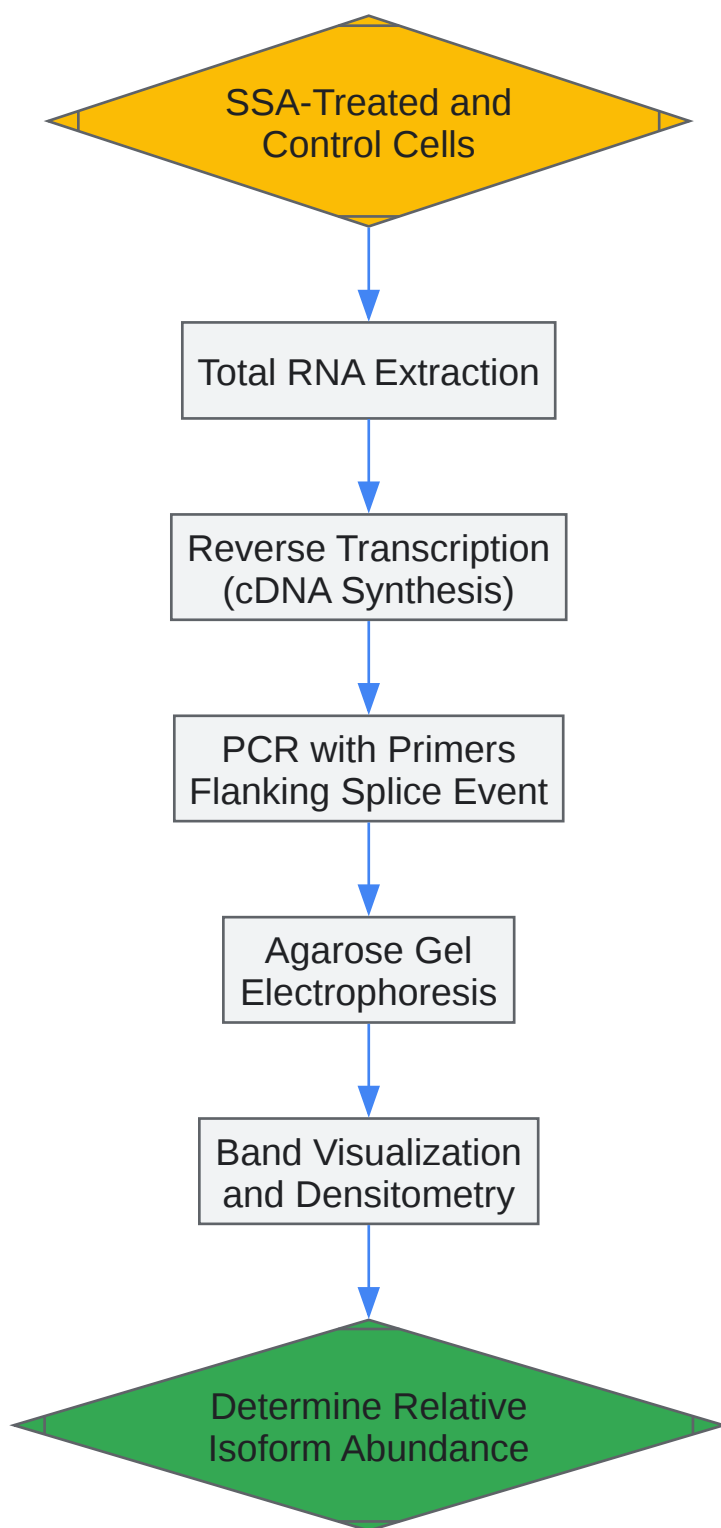 SSA-Treated and
Control Cells
Total RNA Extraction
Reverse Transcription
(cDNA Synthesis)
PCR with Primers
Flanking Splice Event
Agarose Gel
Electrophoresis
Band Visualization
and Densitometry
Determine Relative
Isoform Abundance